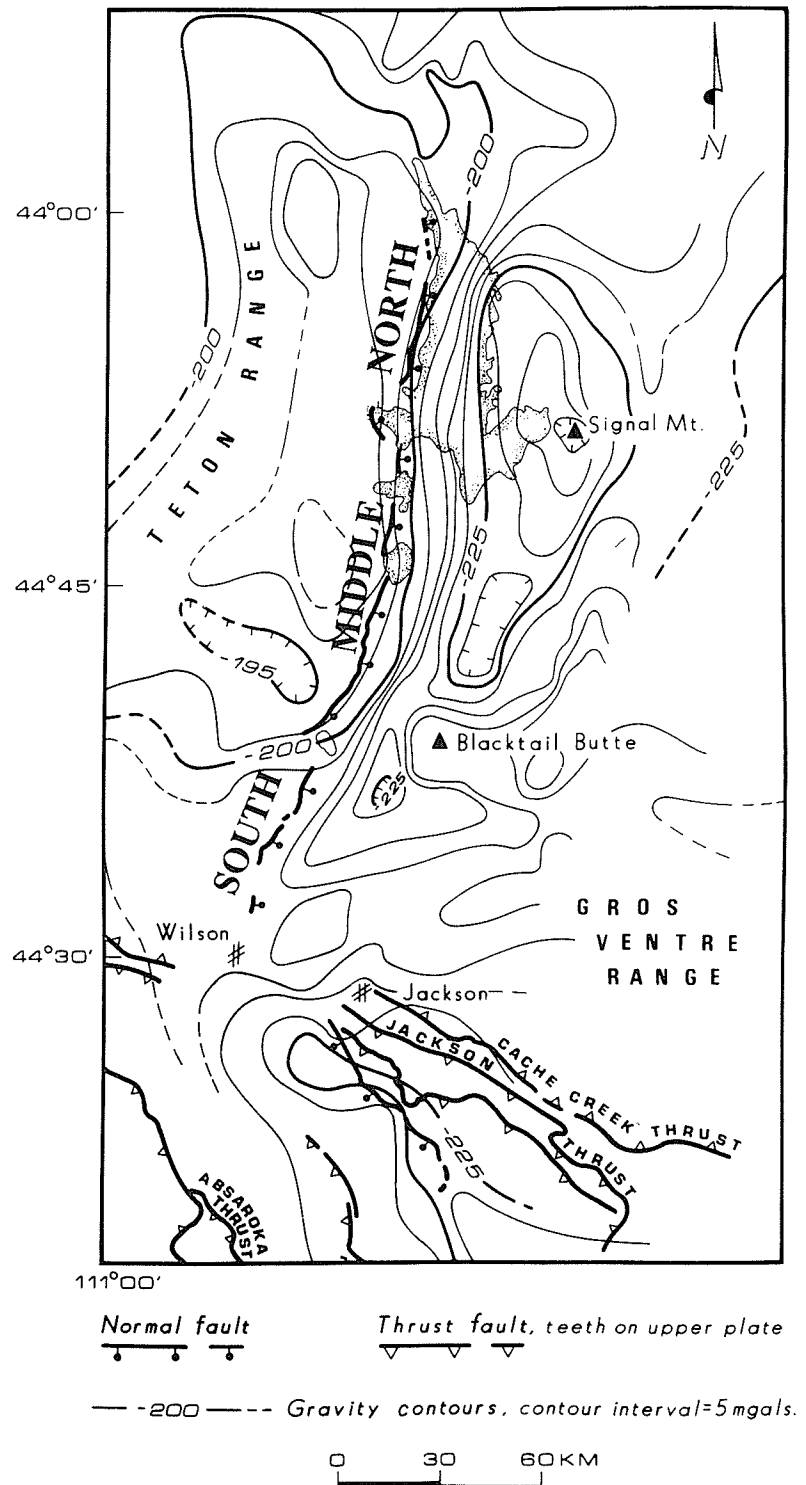 N
-200
44°00'
NORTH
TETON RANGE
-200
Signal Mt.
-225
-225
MIDDLE
44°45'
-195
-200
Blacktail Butte
-225
SOUTH
GROS
VENTRE
RANGE
Wilson
44°30'
Jackson
JACKSON THRUST
CACHE CREEK THRUST
-225
ABSAROKA
THRUST
111°00'
Normal fault
Thrust fault, teeth on upper plate
-200 Gravity contours, contour interval=5mgals.
0 30 60 KM